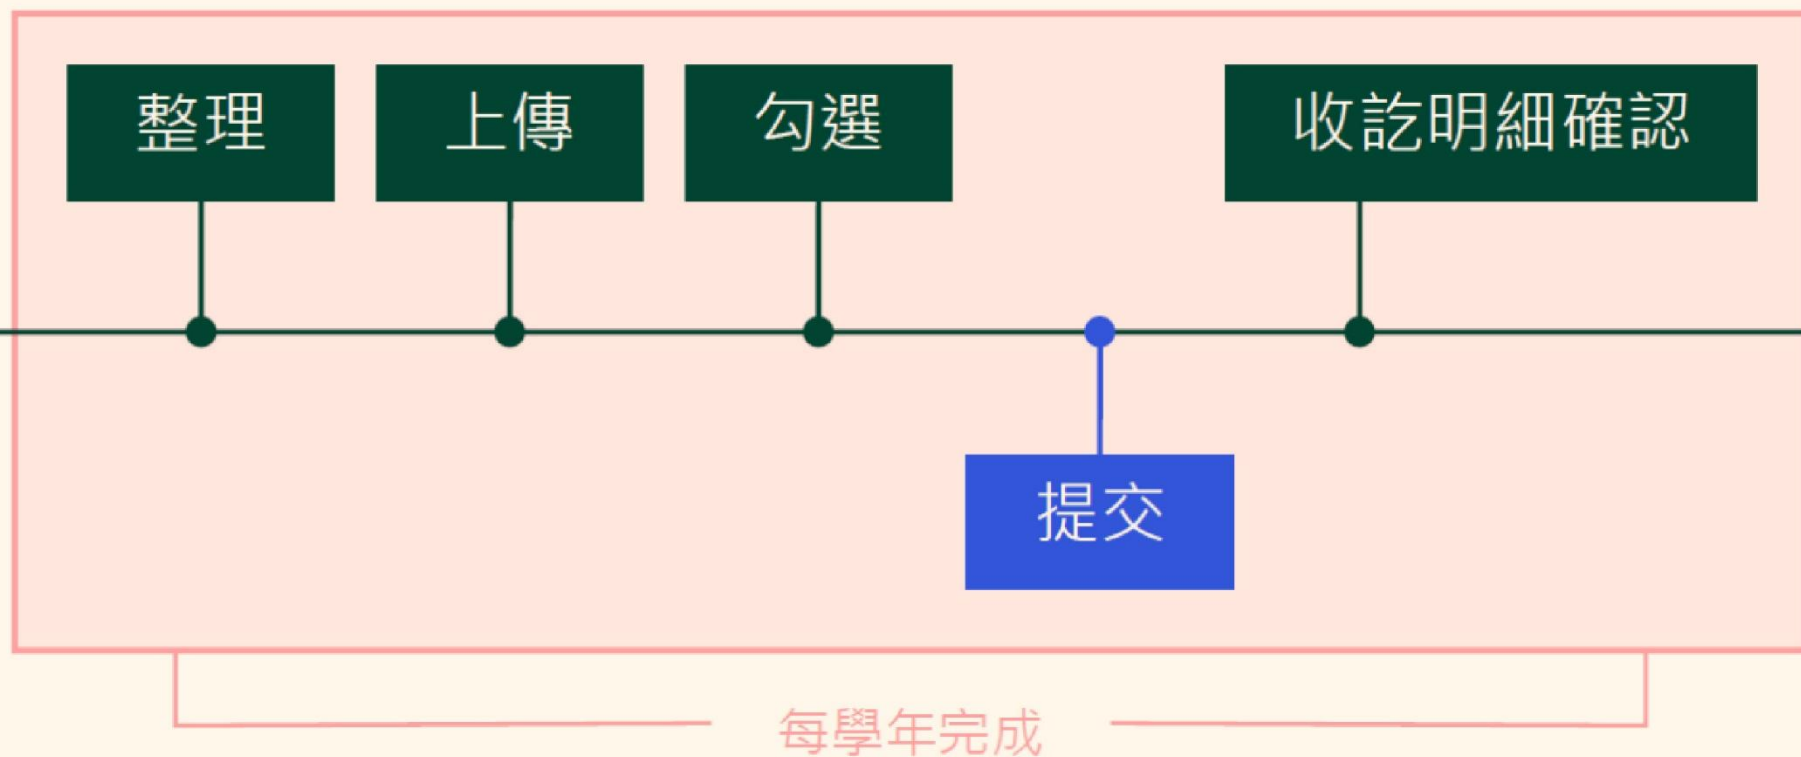 整理
上傳
勾選
收訖明細確認
提交
每學年完成